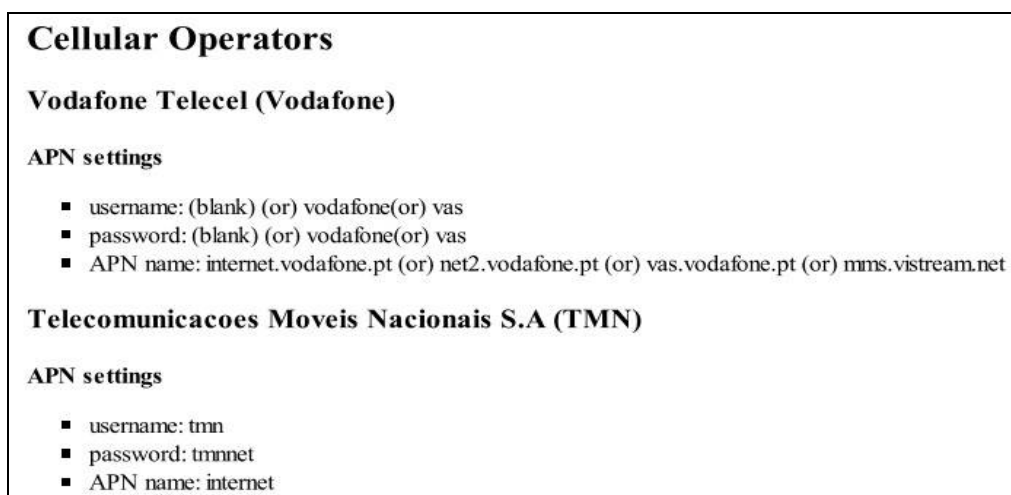 Cellular Operators
Vodafone Telecel (Vodafone)
APN settings
username: (blank) (or) vodafone(or) vas
password: (blank) (or) vodafone(or) vas
APN name: internet.vodafone.pt (or) net2.vodafone.pt (or) vas.vodafone.pt (or) mms.vistream.net
Telecomunicacoes Moveis Nacionais S.A (TMN)
APN settings
username: tmn
password: tmnnet
APN name: internet